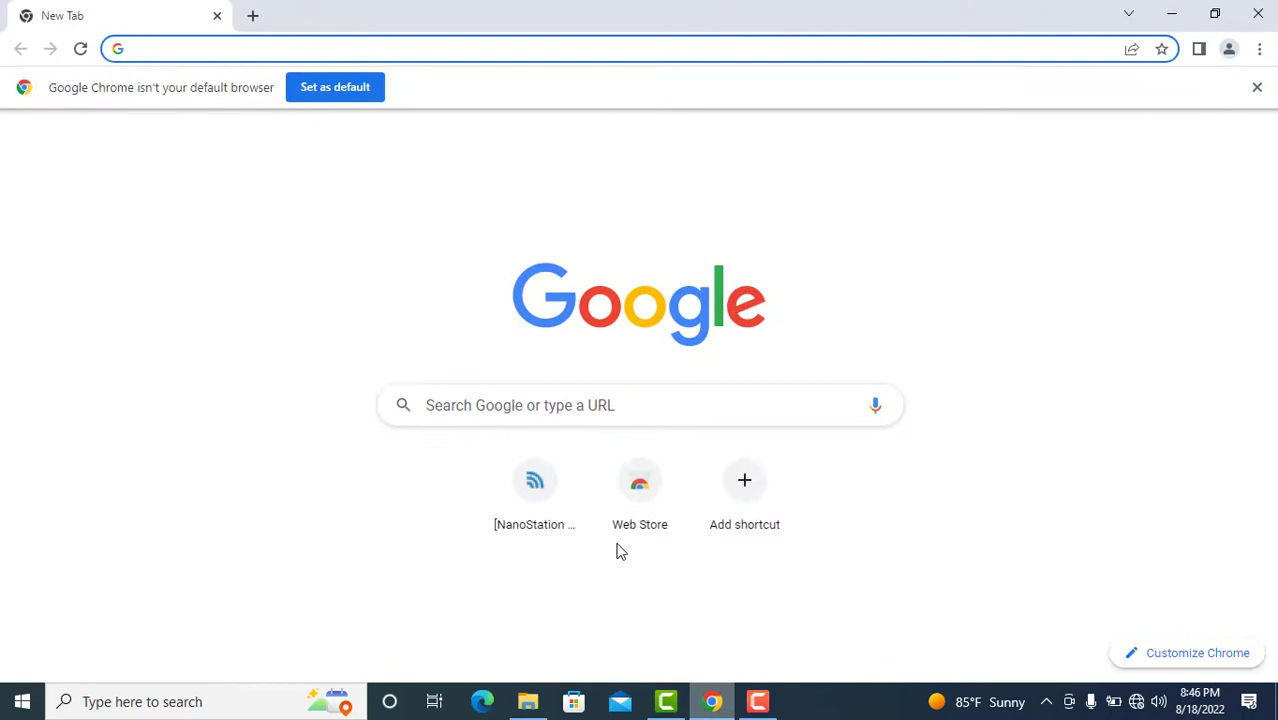 New Tab
Google Chrome isn't your default browser
Set as default
Google
Search Google or type a URL
[NanoStation ...
Web Store
Add shortcut
Customize Chrome
Type here to search
85°F Sunny
8:46 PM
8/18/2022